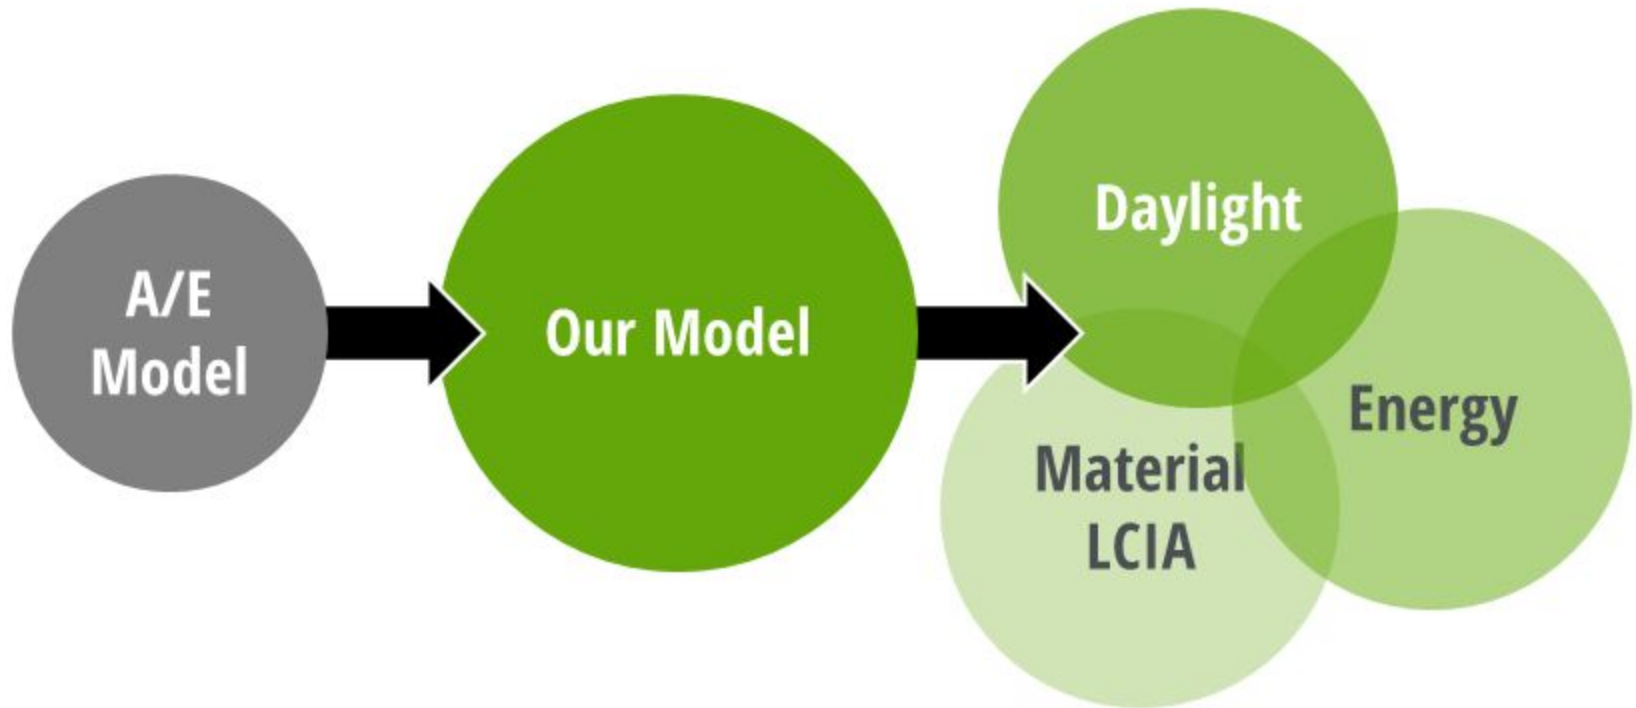 A/E
Model
Our Model
Daylight
Energy
Material
LCIA